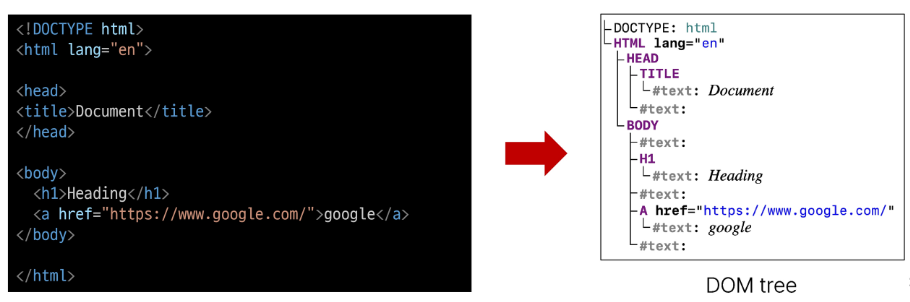 <!DOCTYPE html>
<html lang="en">
<head>
<title>Document</title>
</head>
<body>
<h1>Heading</h1>
<a href="https://www.google.com/">google</a>
</body>
</html>
DOCTYPE: html
HTML lang="en"
HEAD
TITLE
#text: Document
#text:
BODY
#text:
H1
#text: Heading
#text:
A href="https://www.google.com/"
#text: google
#text:
DOM tree